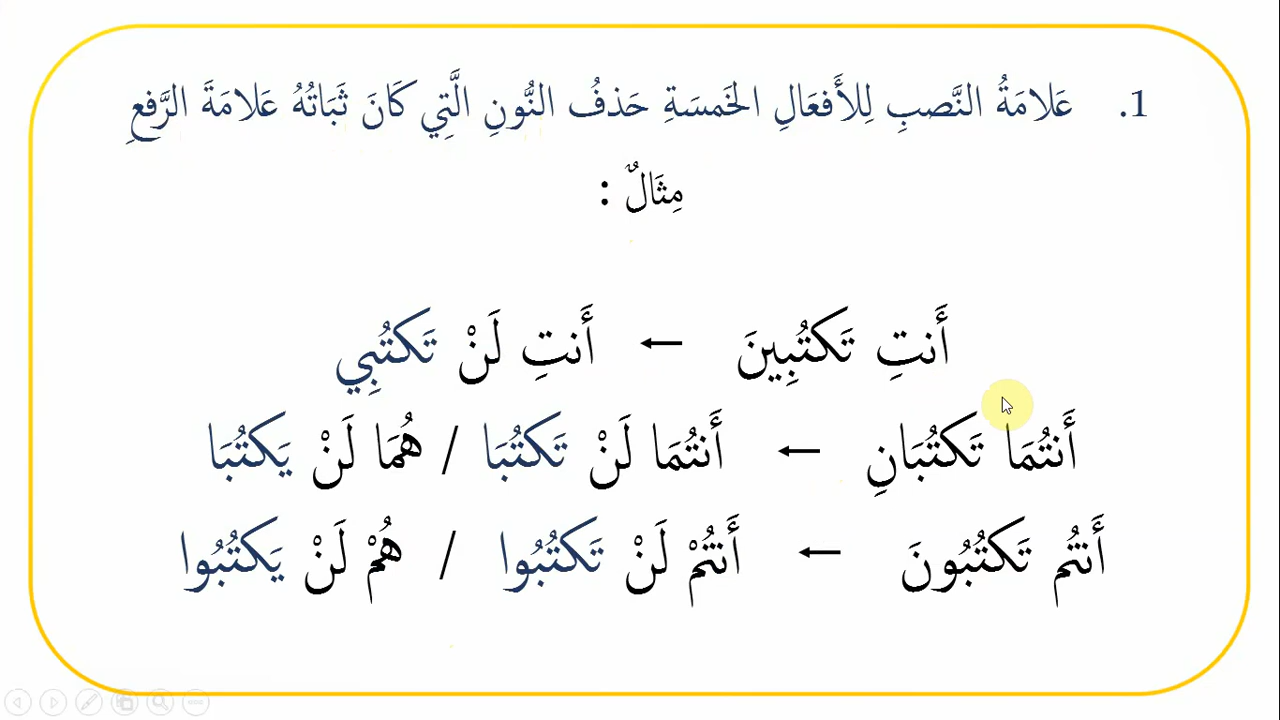 1. عَلامَةُ النَّصبِ لِلأَفعَالِ الخَمسَةِ حَذفُ النُّونِ الَّتِي كَانَ ثَبَاتُهُ عَلامَةَ الرَّفعِ
مِثَالٌ :
أَنتِ تَكتُبِينَ ← أَنتِ لَنْ تَكتُبِي
أَنتُمَا تَكتُبَانِ ← أَنتُمَا لَنْ تَكتُبَا / هُمَا لَنْ يَكتُبَا
أَنتُم تَكتُبُونَ ← أَنتُمْ لَنْ تَكتُبُوا / هُمْ لَنْ يَكتُبُوا